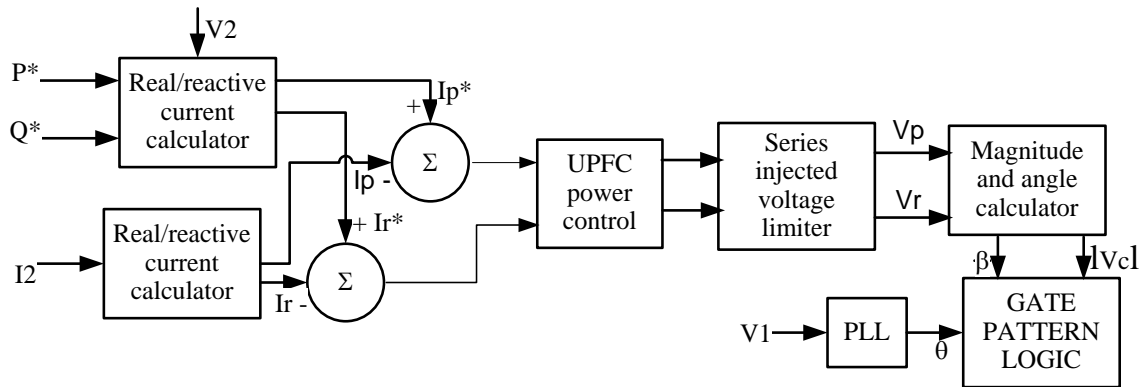 V2
P*
Q*
Real/reactive
current
calculator
Ip*
+
Σ
Ip -
+ Ir*
I2
Real/reactive
current
calculator
Ir -
Σ
UPFC
power
control
Series
injected
voltage
limiter
Vp
Vr
Magnitude
and angle
calculator
β
|Vc|
V1
PLL
θ
GATE
PATTERN
LOGIC